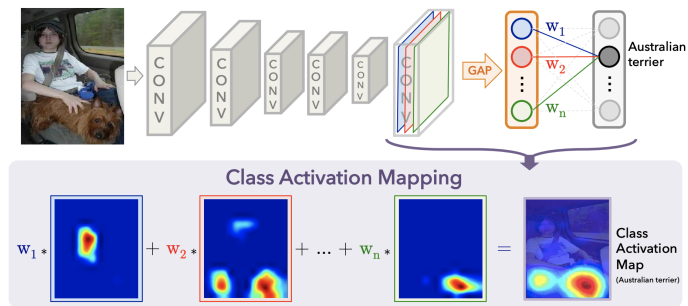 CONV
CONV
CONV
CONV
CONV
CONV
GAP
w1
w2
wn
Australian
terrier
Class Activation Mapping
w1 * + w2 * + ... + wn * =
Class
Activation
Map
(Australian terrier)